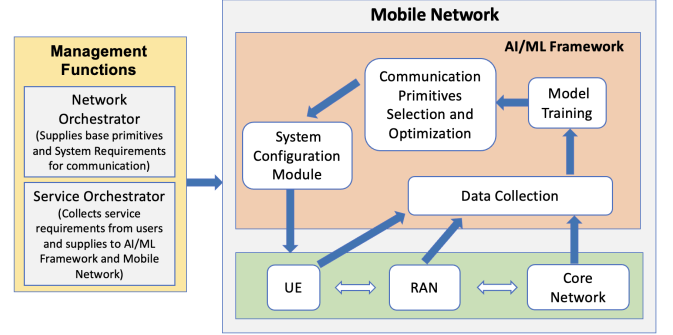 Management
Functions
Network
Orchestrator
(Supplies base primitives
and System Requirements
for communication)
Service Orchestrator
(Collects service
requirements from users
and supplies to AI/ML
Framework and Mobile
Network)
Mobile Network
AI/ML Framework
Communication
Primitives
Selection and
Optimization
Model
Training
System
Configuration
Module
Data Collection
UE
RAN
Core
Network